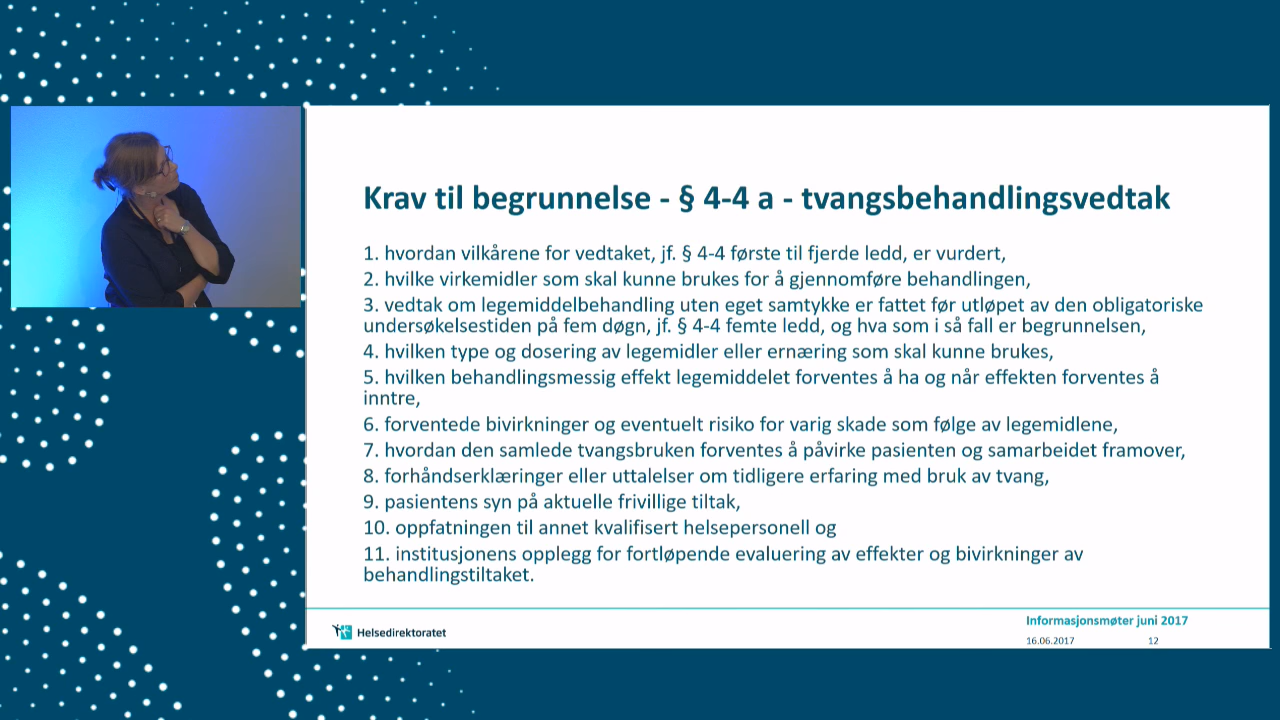 Krav til begrunnelse - § 4-4 a - tvangsbehandlingsvedtak
1. hvordan vilkårene for vedtaket, jf. § 4-4 første til fjerde ledd, er vurdert,
2. hvilke virkemidler som skal kunne brukes for å gjennomføre behandlingen,
3. vedtak om legemiddelbehandling uten eget samtykke er fattet før utløpet av den obligatoriske
undersøkelsestiden på fem døgn, jf. § 4-4 femte ledd, og hva som i så fall er begrunnelsen,
4. hvilken type og dosering av legemidler eller ernæring som skal kunne brukes,
5. hvilken behandlingsmessig effekt legemiddelet forventes å ha og når effekten forventes å
inntre,
6. forventede bivirkninger og eventuelt risiko for varig skade som følge av legemidlene,
7. hvordan den samlede tvangsbruken forventes å påvirke pasienten og samarbeidet framover,
8. forhåndserklæringer eller uttalelser om tidligere erfaring med bruk av tvang,
9. pasientens syn på aktuelle frivillige tiltak,
10. oppfatningen til annet kvalifisert helsepersonell og
11. institusjonens opplegg for fortløpende evaluering av effekter og bivirkninger av
behandlingstiltaket.
Helsedirektoratet
Informasjonsmøter juni 2017
16.06.2017 12